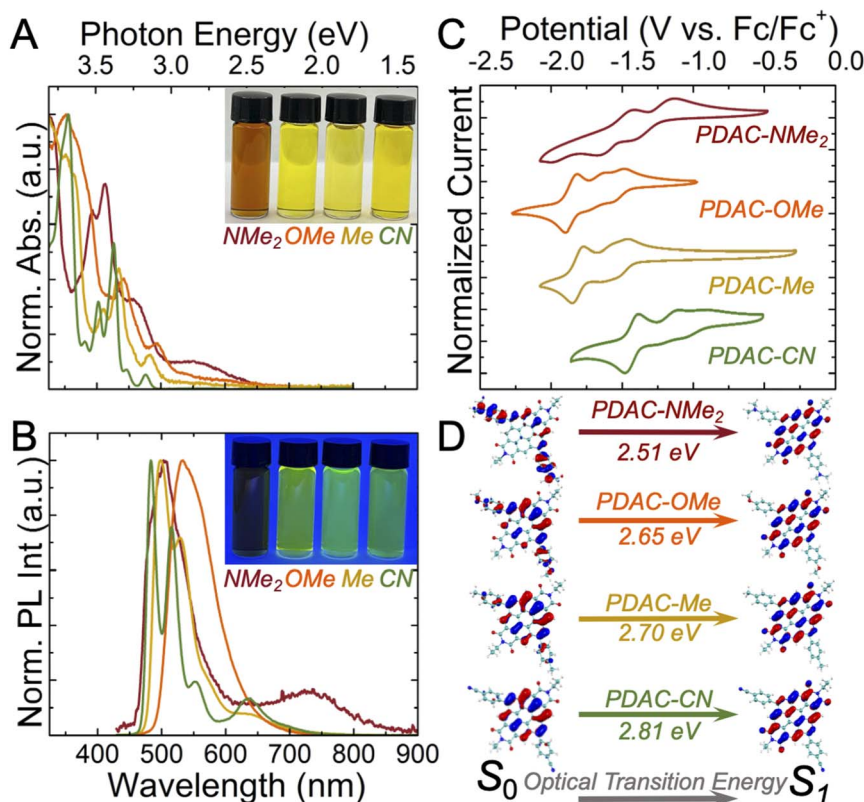 A
Photon Energy (eV)
3.5 3.0 2.5 2.0 1.5
Norm. Abs. (a.u.)
NMe₂ OMe Me CN
B
Norm. PL Int (a.u.)
NMe₂ OMe Me CN
400 500 600 700 800 900
Wavelength (nm)
C
Potential (V vs. Fc/Fc⁺)
-2.5 -2.0 -1.5 -1.0 -0.5 0.0
Normalized Current
PDAC-NMe₂
PDAC-OMe
PDAC-Me
PDAC-CN
D
PDAC-NMe₂
2.51 eV
PDAC-OMe
2.65 eV
PDAC-Me
2.70 eV
PDAC-CN
2.81 eV
S₀ Optical Transition Energy S₁